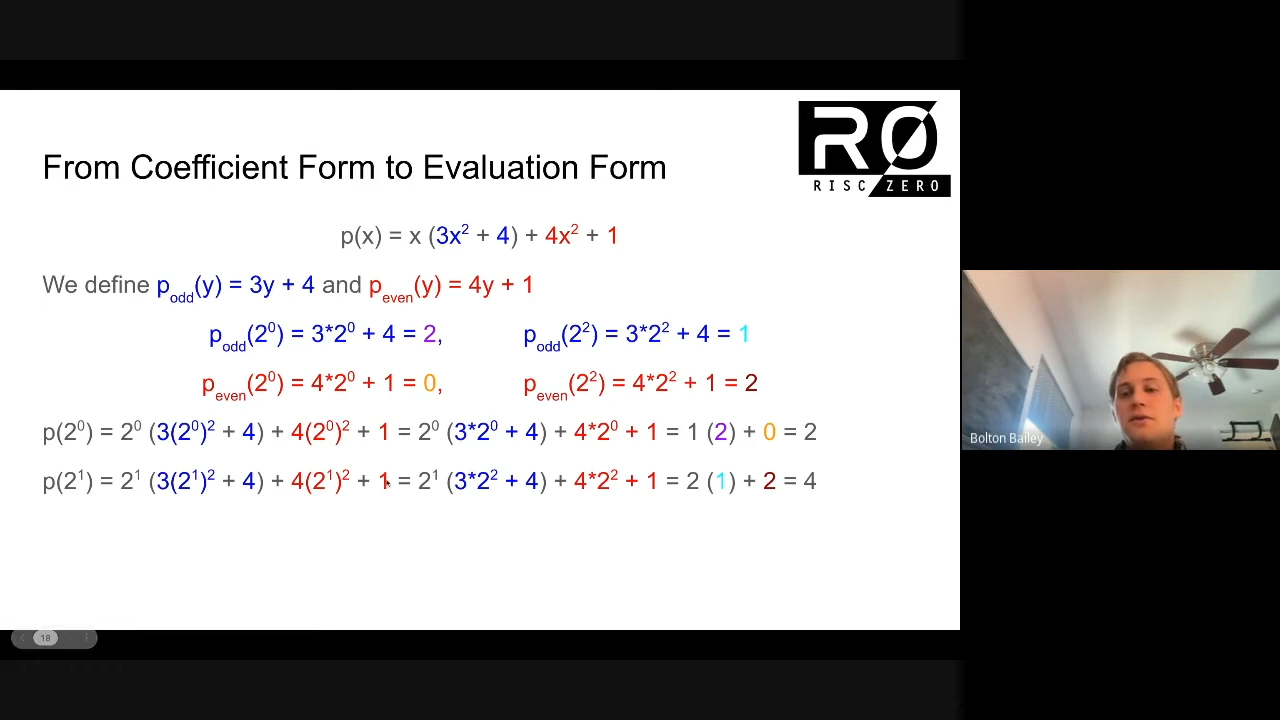 RØ
RISC ZERO
From Coefficient Form to Evaluation Form
p(x) = x (3x² + 4) + 4x² + 1
We define p_odd(y) = 3y + 4 and p_even(y) = 4y + 1
p_odd(2⁰) = 3*2⁰ + 4 = 2, p_odd(2²) = 3*2² + 4 = 1
p_even(2⁰) = 4*2⁰ + 1 = 0, p_even(2²) = 4*2² + 1 = 2
p(2⁰) = 2⁰ (3(2⁰)² + 4) + 4(2⁰)² + 1 = 2⁰ (3*2⁰ + 4) + 4*2⁰ + 1 = 1 (2) + 0 = 2
p(2¹) = 2¹ (3(2¹)² + 4) + 4(2¹)² + 1 = 2¹ (3*2² + 4) + 4*2² + 1 = 2 (1) + 2 = 4
18
Bolton Bailey